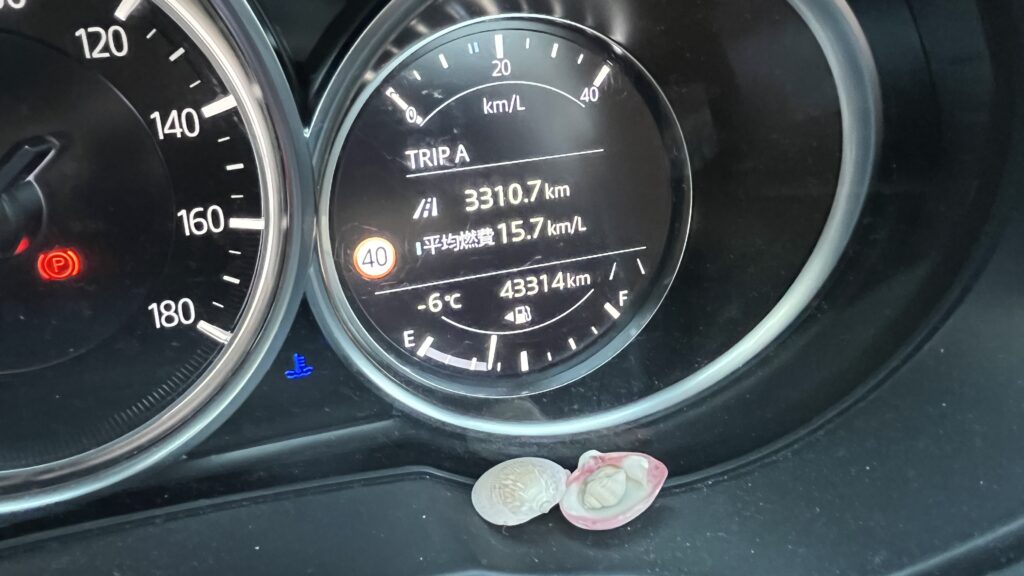 120
140
160
180
P
0
20
40
km/L
TRIP A
3310.7 km
平均燃費 15.7 km/L
40
-6℃ 43314 km
E
F